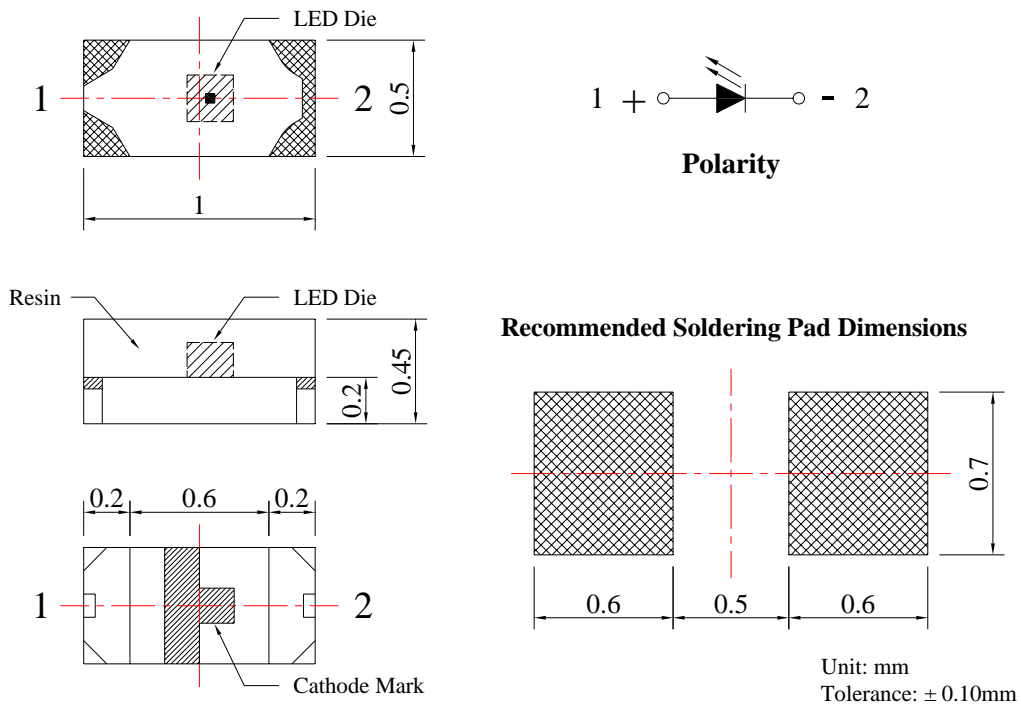 LED Die
1
2
0.5
1
1 + - 2
Polarity
Resin
LED Die
0.2
0.45
Recommended Soldering Pad Dimensions
0.7
0.6
0.5
0.6
0.2
0.6
0.2
1
2
Cathode Mark
Unit: mm
Tolerance: ± 0.10mm